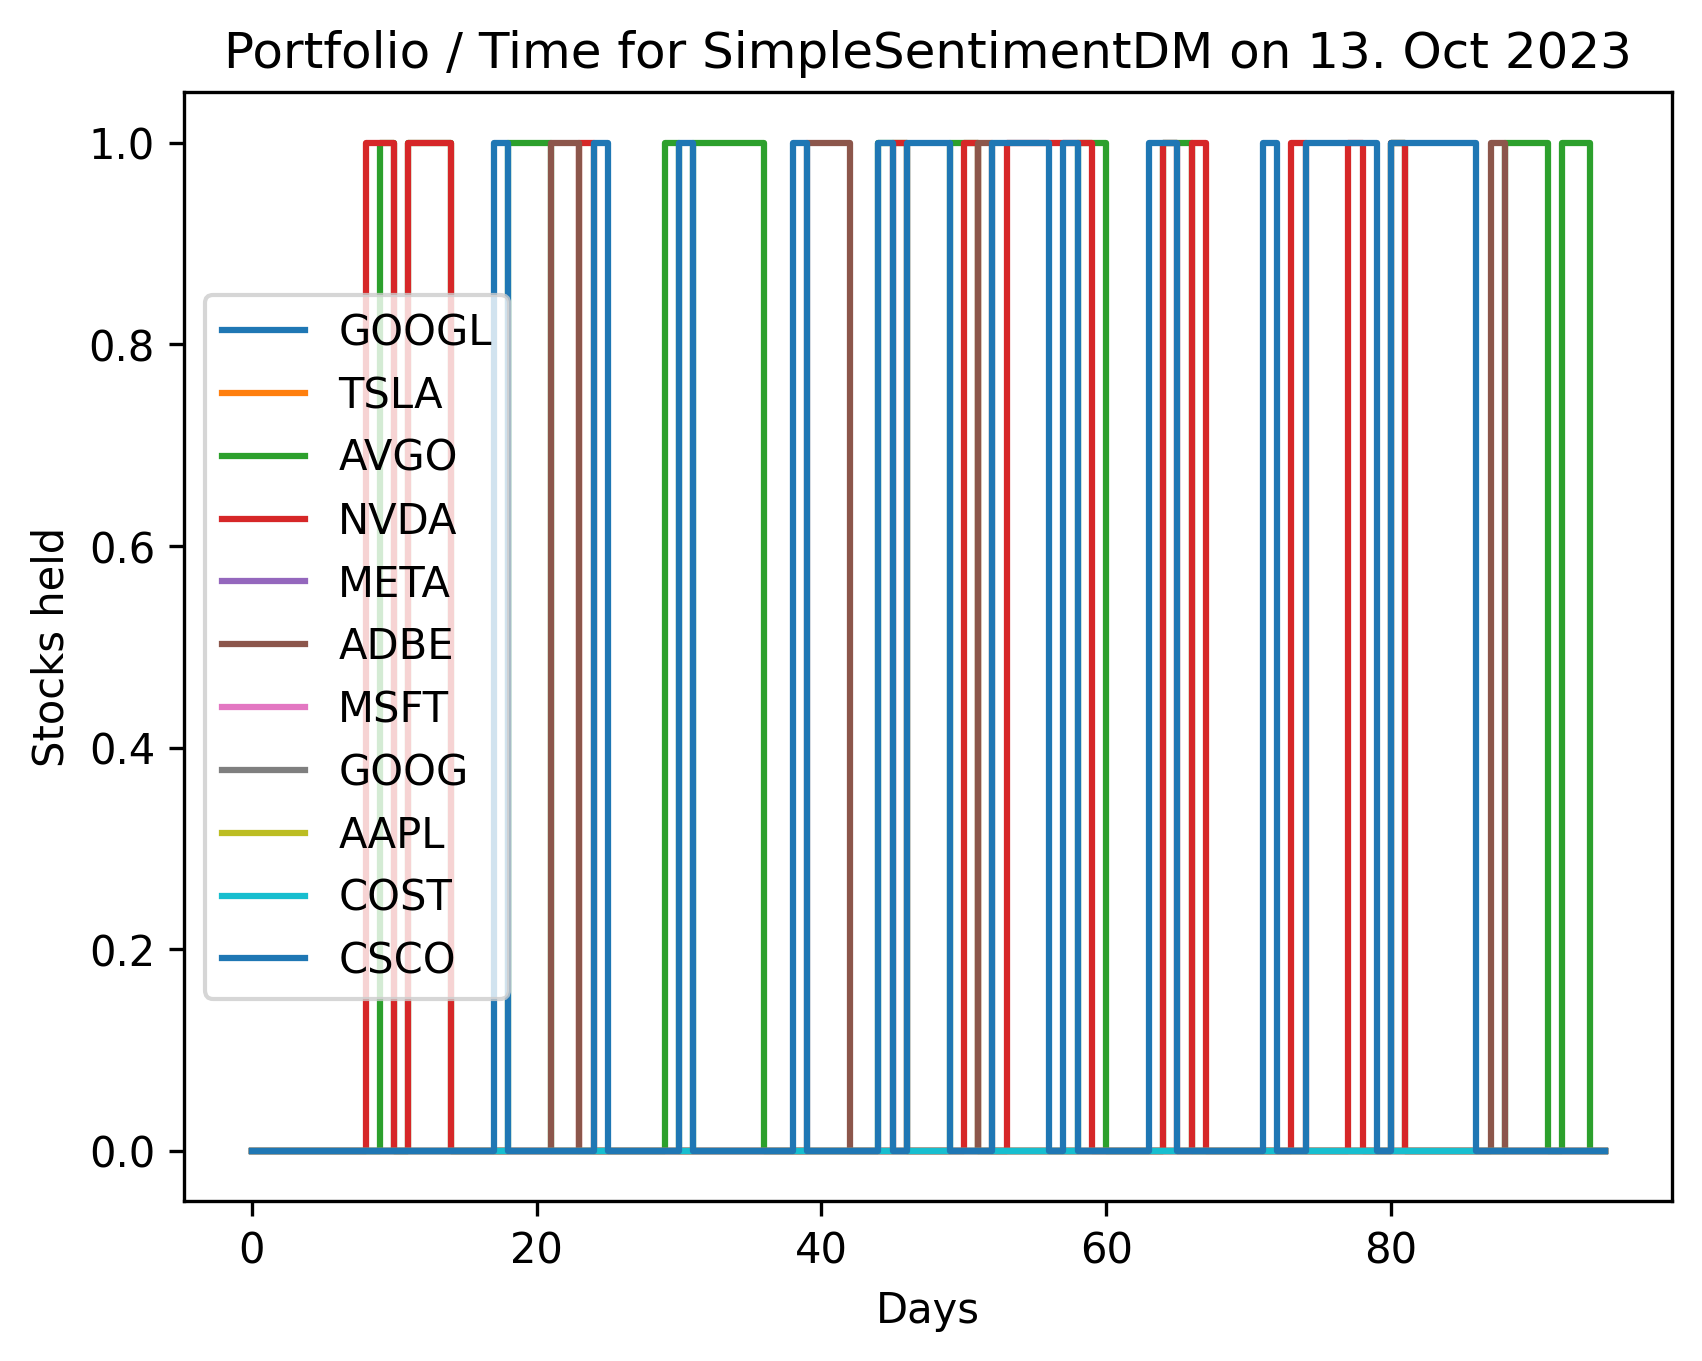 Portfolio / Time for SimpleSentimentDM on 13. Oct 2023
1.0
0.8
0.6
0.4
0.2
0.0
Stocks held
GOOGL
TSLA
AVGO
NVDA
META
ADBE
MSFT
GOOG
AAPL
COST
CSCO
0 20 40 60 80
Days